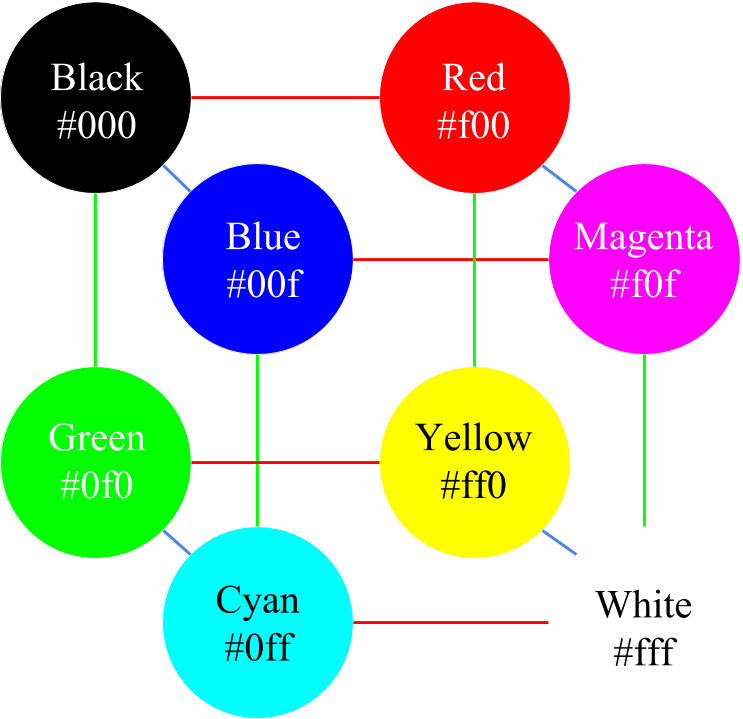 Black
#000
Red
#f00
Blue
#00f
Magenta
#f0f
Green
#0f0
Yellow
#ff0
Cyan
#0ff
White
#fff